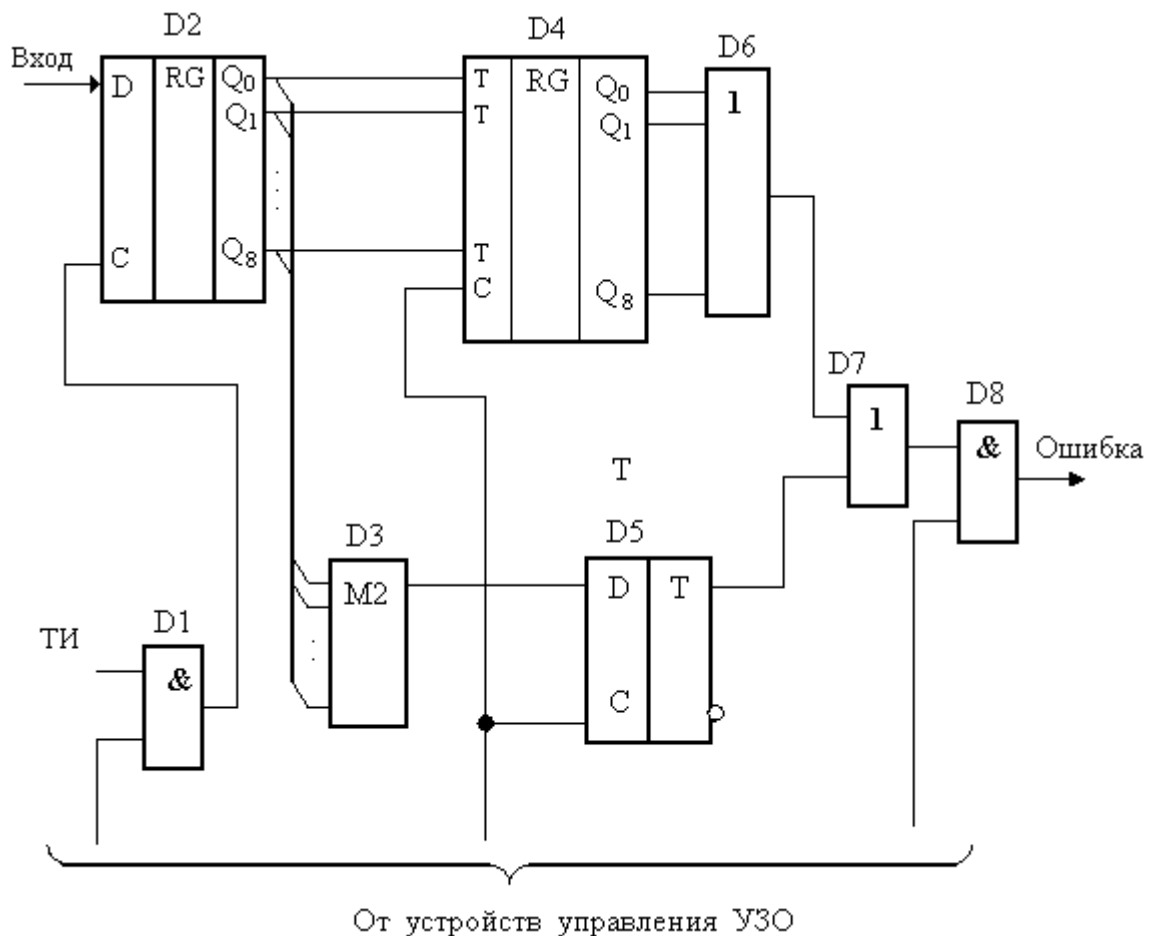 D2
D4
D6
Вход
D RG Q0
Q1
C Q8
T RG Q0
T Q1
T
C Q8
1
D7
1
D8
&
Ошибка
T
D3
M2
D5
D T
C
D1
ТИ
&
От устройств управления УЗО